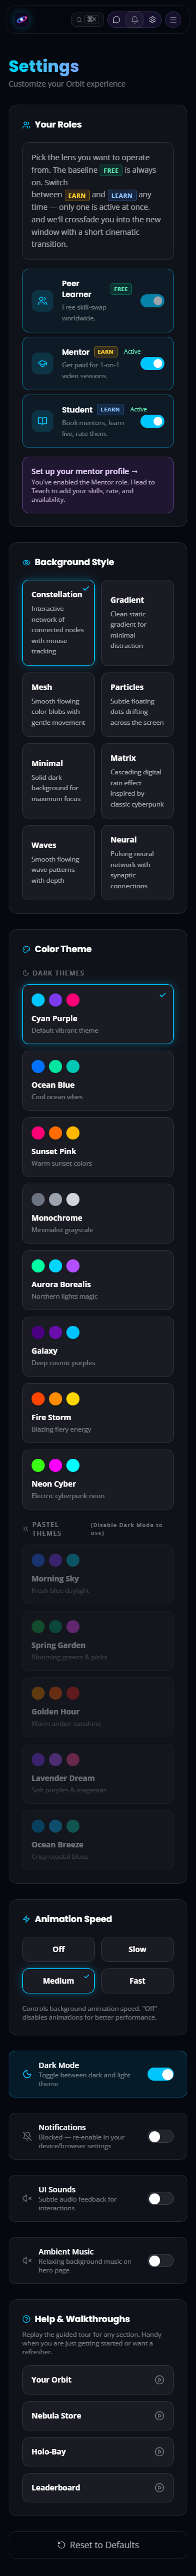 ⌘K
Settings
Customize your Orbit experience
Your Roles
Pick the lens you want to operate
from. The baseline FREE is
always on. Switch
between EARN and LEARN any
time — only one is active at once,
and we'll crossfade you into the new
window with a short cinematic
transition.
Peer
Learner
FREE
Free skill-swap
worldwide.
Mentor EARN Active
Get paid for 1-on-1
video sessions.
Student LEARN Active
Book mentors, learn
live, rate them.
Set up your mentor profile →
You've enabled the Mentor role. Head to
Teach to add your skills, rate, and
availability.
Background Style
Constellation
Interactive
network of
connected nodes
with mouse
tracking
Gradient
Clean static
gradient for
minimal
distraction
Mesh
Smooth flowing
color blobs with
gentle movement
Particles
Subtle floating
dots drifting
across the screen
Minimal
Solid dark
background for
maximum focus
Matrix
Cascading digital
rain effect
inspired by
classic cyberpunk
Waves
Smooth flowing
wave patterns
with depth
Neural
Pulsing neural
network with
synaptic
connections
Color Theme
DARK THEMES
Cyan Purple
Default vibrant theme
Ocean Blue
Cool ocean vibes
Sunset Pink
Warm sunset colors
Monochrome
Minimalist grayscale
Aurora Borealis
Northern lights magic
Galaxy
Deep cosmic purples
Fire Storm
Blazing fiery energy
Neon Cyber
Electric cyberpunk neon
PASTEL
THEMES
(Disable Dark Mode to
use)
Morning Sky
Fresh blue daylight
Spring Garden
Blooming greens & pinks
Golden Hour
Warm amber sunshine
Lavender Dream
Soft purples & magentas
Ocean Breeze
Crisp coastal blues
Animation Speed
Off
Slow
Medium
Fast
Controls background animation speed. "Off"
disables animations for better performance.
Dark Mode
Toggle between dark and light
theme
Notifications
Blocked — re-enable in your
device/browser settings
UI Sounds
Subtle audio feedback for
interactions
Ambient Music
Relaxing background music on
hero page
Help & Walkthroughs
Replay the guided tour for any section. Handy
when you are just getting started or want a
refresher.
Your Orbit
Nebula Store
Holo-Bay
Leaderboard
Reset to Defaults